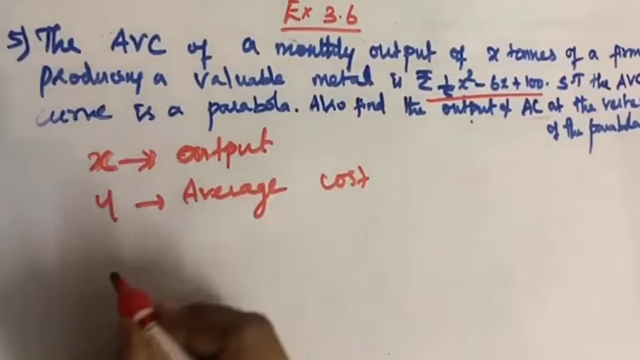 Ex 3.6
5) The AVC of a monthly output of x tonnes of a firm
producing a valuable metal is ₹ 1/5 x² - 6x + 100. S T the AVC
curve is a parabola. Also find the output of AC at the vertex
of the parabola
x → output
y → Average cost